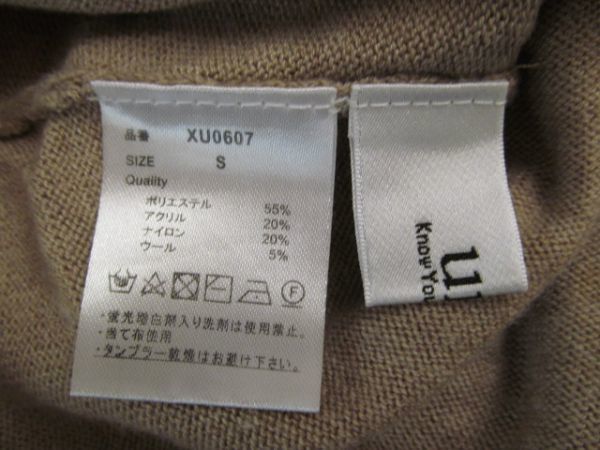 品番 XU0607
SIZE S
Quality
ポリエステル 55%
アクリル 20%
ナイロン 20%
ウール 5%
・蛍光増白剤入り洗剤は使用禁止。
・当て布使用
・タンブラー乾燥はお避け下さい。
Know You